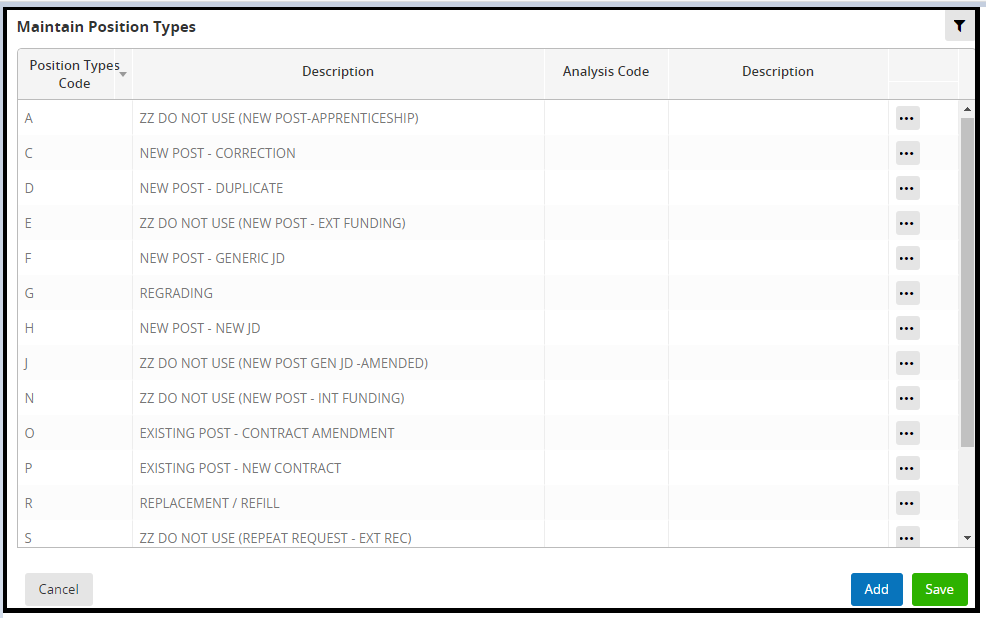 Maintain Position Types
Position Types Code Description Analysis Code Description
A ZZ DO NOT USE (NEW POST-APPRENTICESHIP)
C NEW POST - CORRECTION
D NEW POST - DUPLICATE
E ZZ DO NOT USE (NEW POST - EXT FUNDING)
F NEW POST - GENERIC JD
G REGRADING
H NEW POST - NEW JD
J ZZ DO NOT USE (NEW POST GEN JD -AMENDED)
N ZZ DO NOT USE (NEW POST - INT FUNDING)
O EXISTING POST - CONTRACT AMENDMENT
P EXISTING POST - NEW CONTRACT
R REPLACEMENT / REFILL
S ZZ DO NOT USE (REPEAT REQUEST - EXT REC)
Cancel Add Save